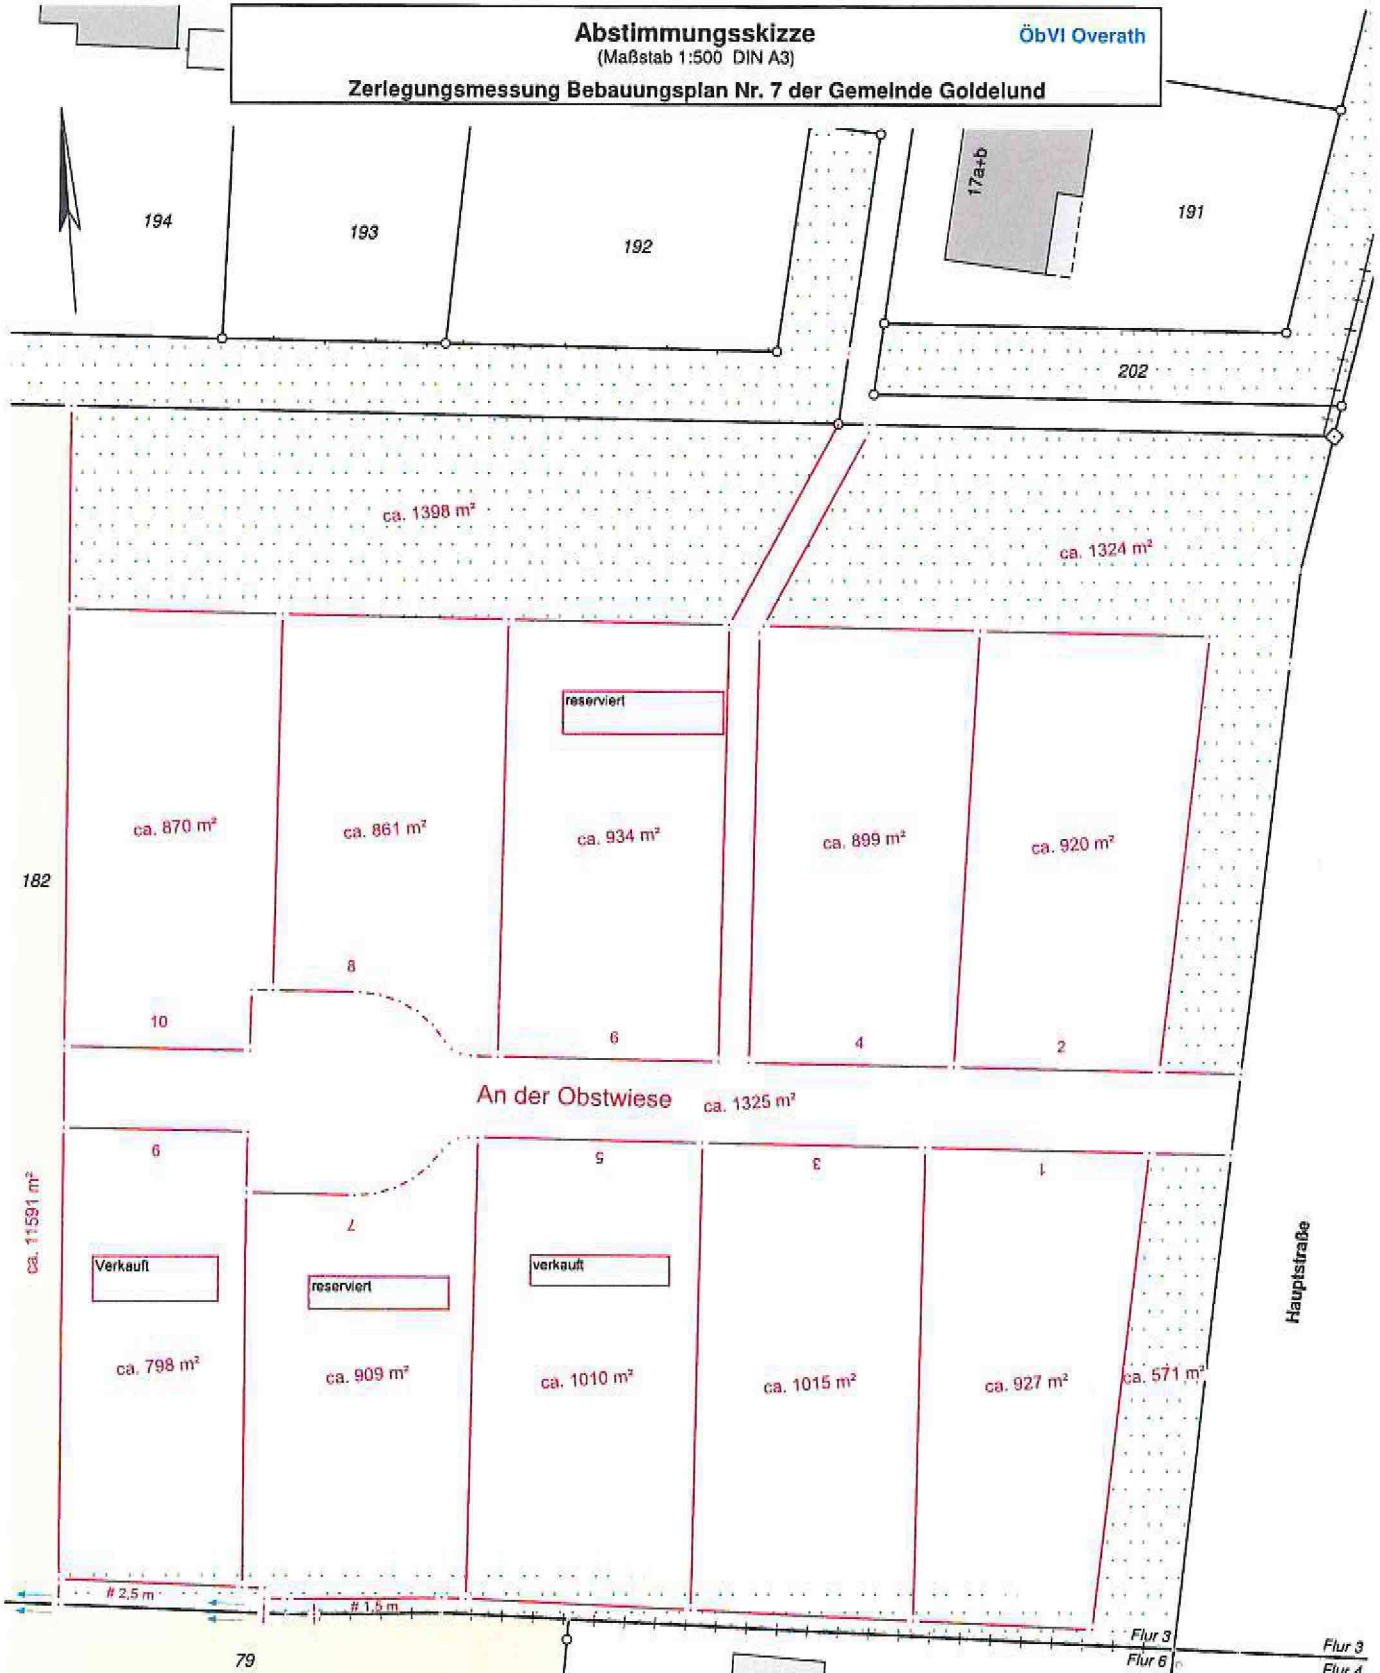 Abstimmungsskizze
ÖbVI Overath
(Maßstab 1:500 DIN A3)
Zerlegungsmessung Bebauungsplan Nr. 7 der Gemeinde Goldelund
17a+b
194
193
192
191
202
ca. 1398 m²
ca. 1324 m²
reserviert
ca. 870 m²
ca. 861 m²
ca. 934 m²
ca. 899 m²
ca. 920 m²
182
8
10
6
4
2
An der Obstwiese
ca. 1325 m²
9
5
3
1
7
ca. 11591 m²
Verkauft
reserviert
verkauft
Hauptstraße
ca. 798 m²
ca. 909 m²
ca. 1010 m²
ca. 1015 m²
ca. 927 m²
ca. 571 m²
# 2,5 m
# 1,5 m
Flur 3
Flur 3
79
Flur 6
Flur 4